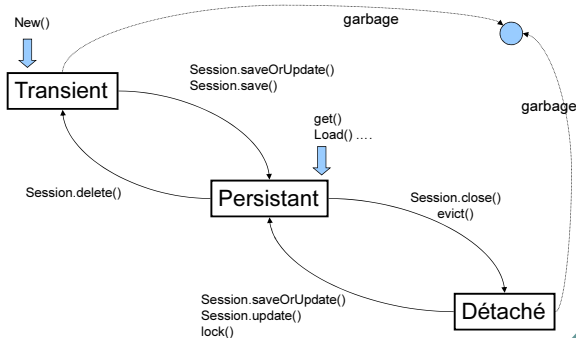 New()
garbage
Transient
Session.saveOrUpdate()
Session.save()
garbage
get()
Load() ....
Session.delete()
Persistant
Session.close()
evict()
Session.saveOrUpdate()
Session.update()
lock()
Détaché